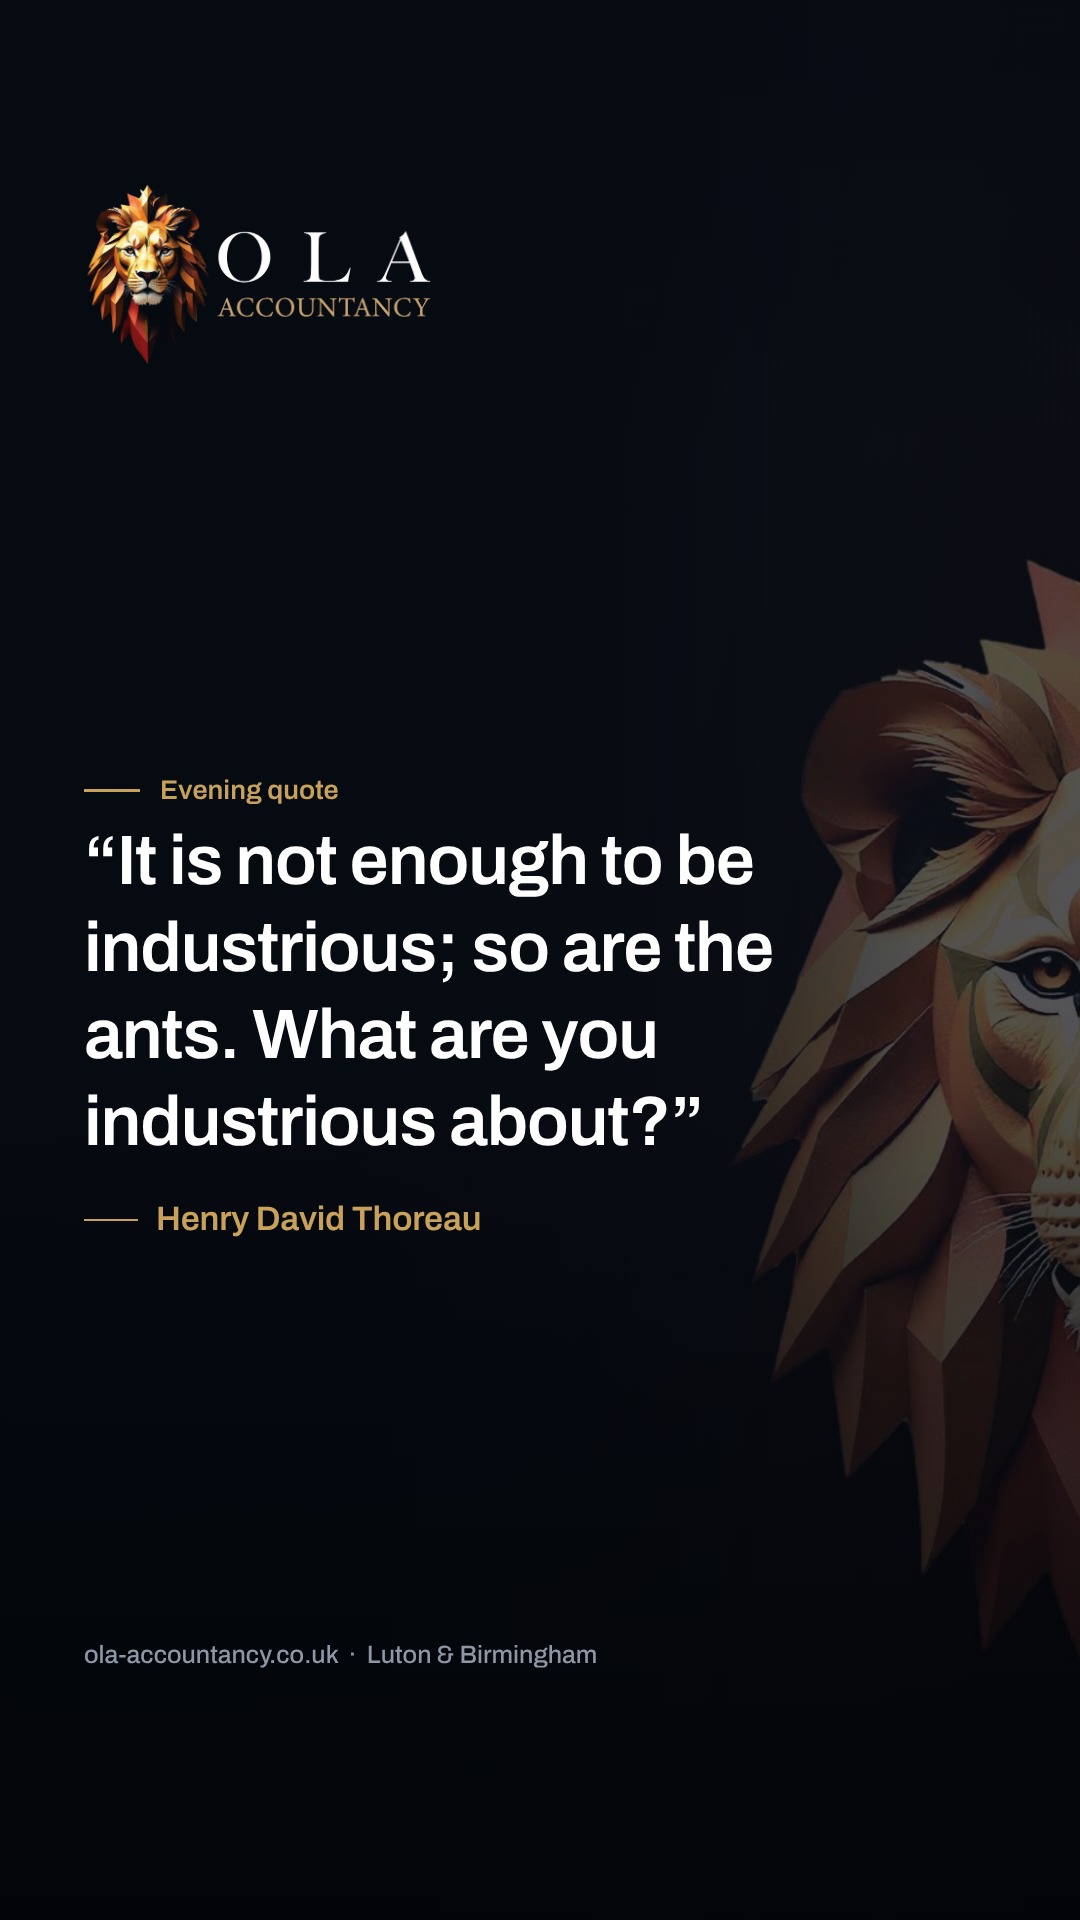 OLA
ACCOUNTANCY
Evening quote
“It is not enough to be
industrious; so are the
ants. What are you
industrious about?”
Henry David Thoreau
ola-accountancy.co.uk · Luton & Birmingham